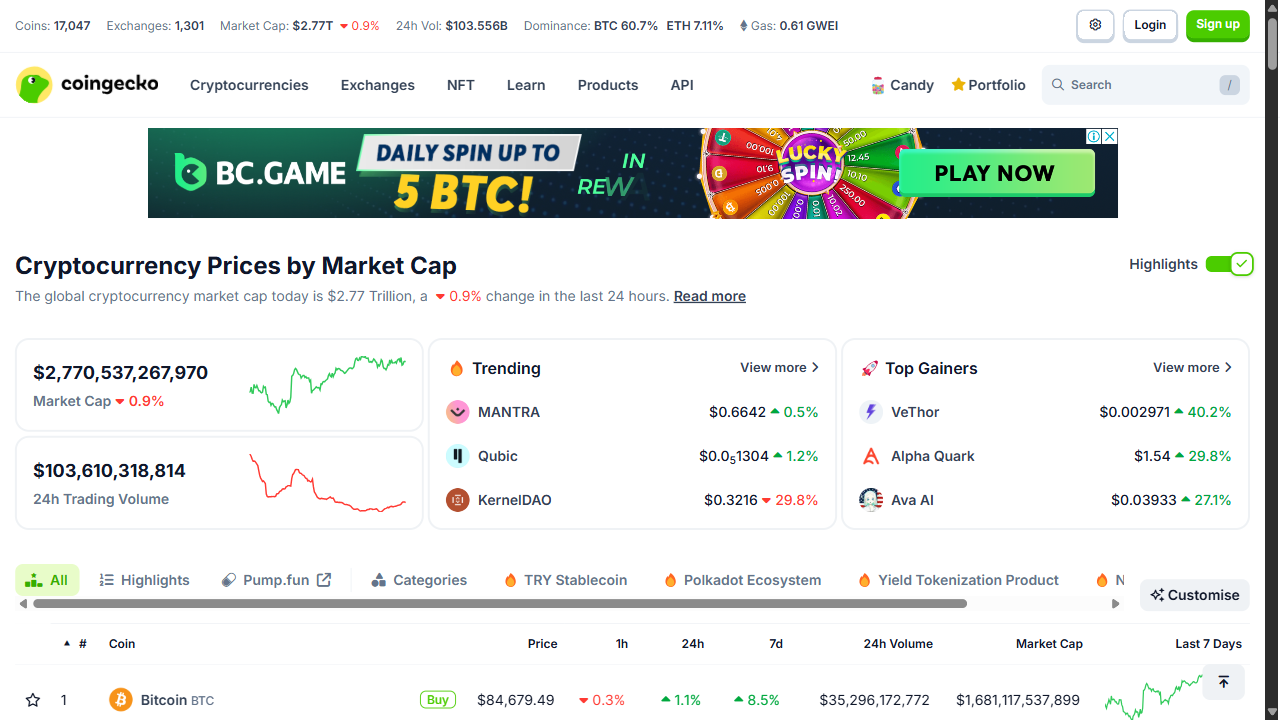 Coins: 17,047 Exchanges: 1,301 Market Cap: $2.77T 0.9% 24h Vol: $103.556B Dominance: BTC 60.7% ETH 7.11% Gas: 0.61 GWEI Login Sign up
coingecko Cryptocurrencies Exchanges NFT Learn Products API Candy Portfolio Search /
BC.GAME
DAILY SPIN UP TO
5 BTC!
IN
REW
LUCKY
SPIN!
PLAY NOW
Cryptocurrency Prices by Market Cap Highlights
The global cryptocurrency market cap today is $2.77 Trillion, a 0.9% change in the last 24 hours. Read more
$2,770,537,267,970
Market Cap 0.9%
$103,610,318,814
24h Trading Volume
Trending View more
MANTRA $0.6642 0.5%
Qubic $0.0₅1304 1.2%
KernelDAO $0.3216 29.8%
Top Gainers View more
VeThor $0.002971 40.2%
Alpha Quark $1.54 29.8%
Ava AI $0.03933 27.1%
All Highlights Pump.fun Categories TRY Stablecoin Polkadot Ecosystem Yield Tokenization Product N
Customise
# Coin Price 1h 24h 7d 24h Volume Market Cap Last 7 Days
1 Bitcoin BTC Buy $84,679.49 0.3% 1.1% 8.5% $35,296,172,772 $1,681,117,537,899